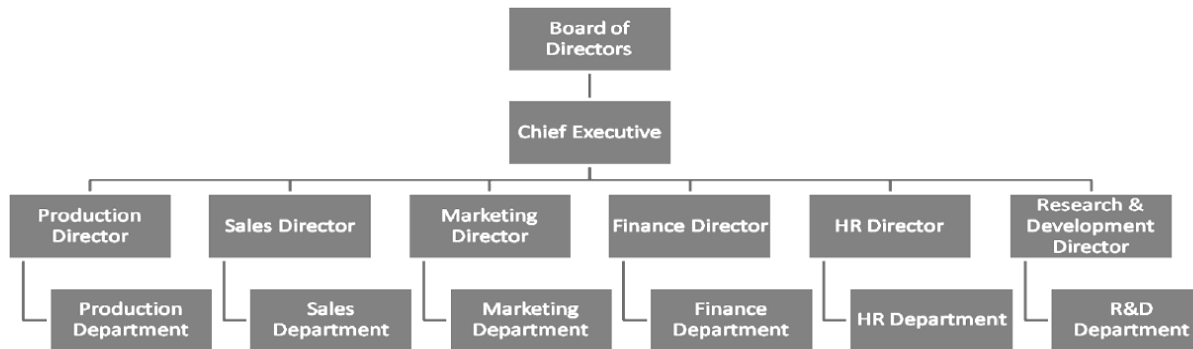 Board of
Directors
Chief Executive
Production
Director
Sales Director
Marketing
Director
Finance Director
HR Director
Research &
Development
Director
Production
Department
Sales
Department
Marketing
Department
Finance
Department
HR Department
R&D
Department